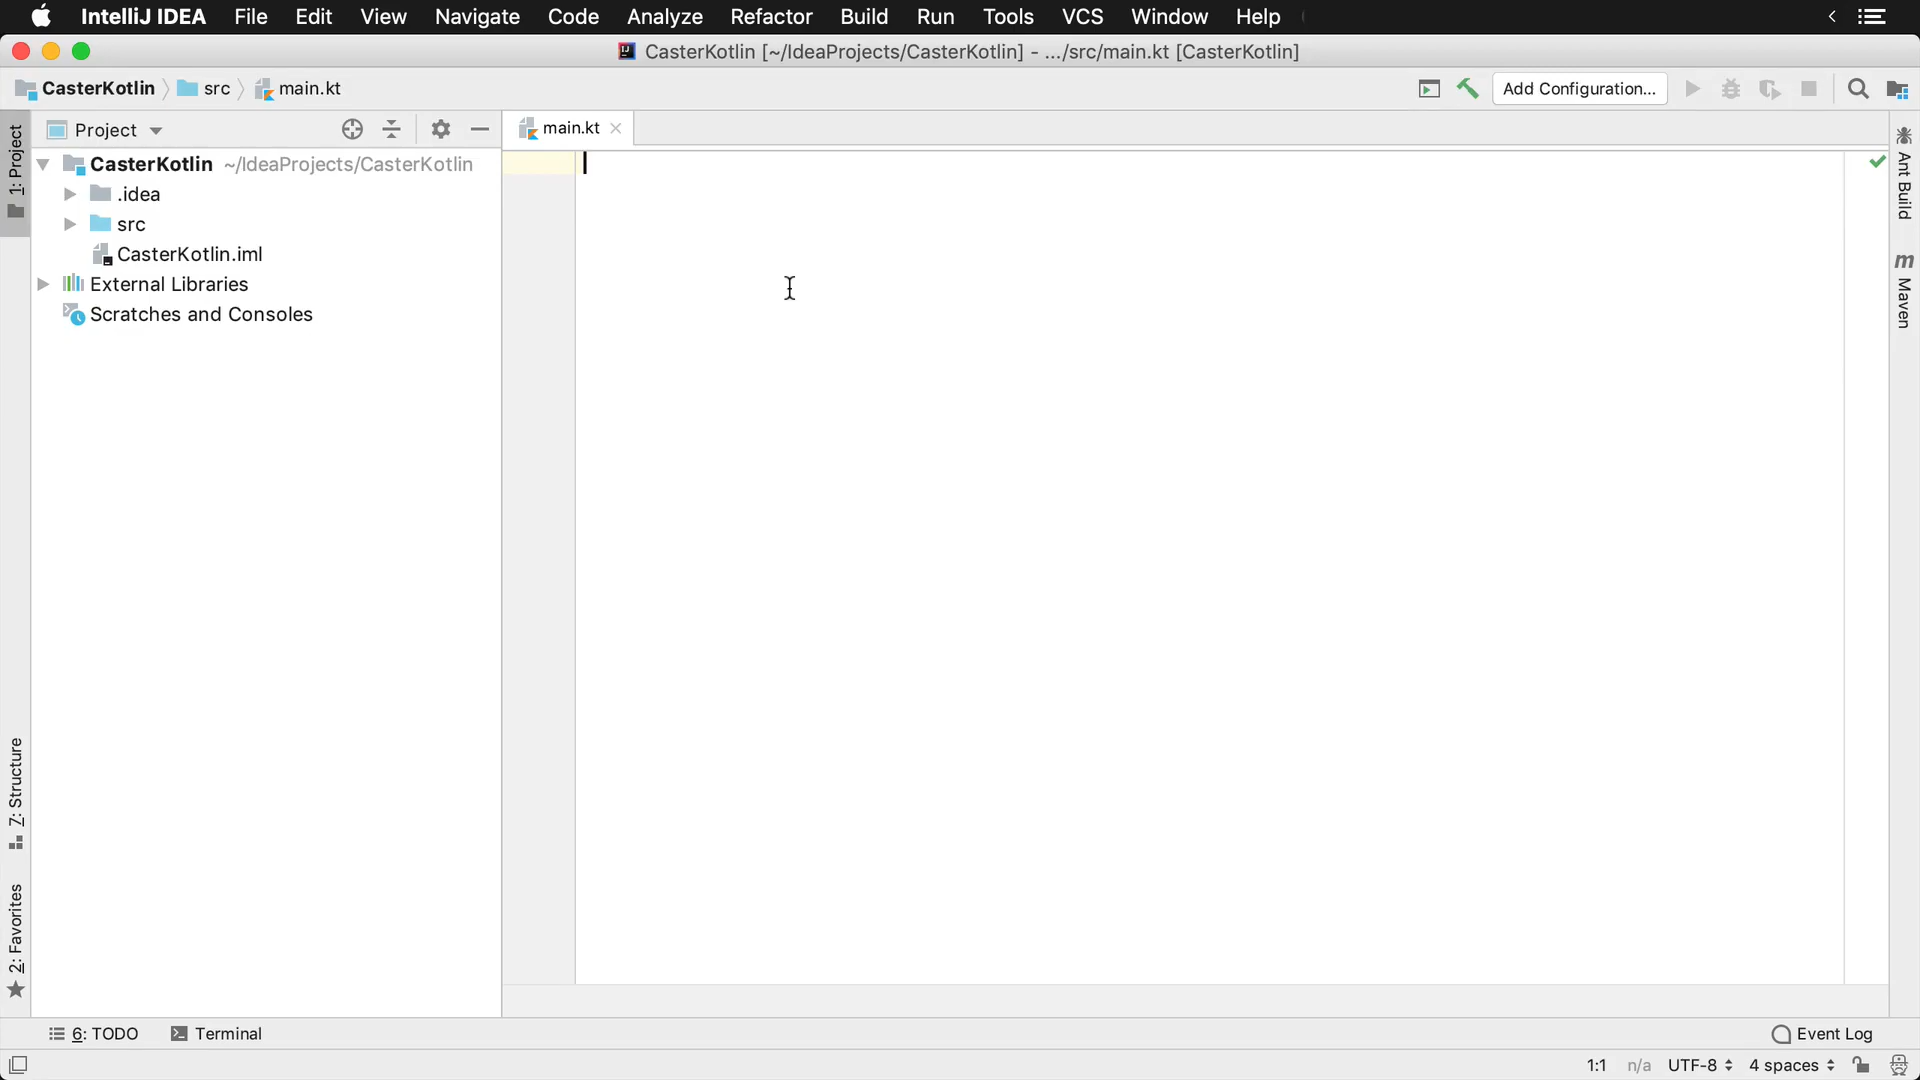 IntelliJ IDEA File Edit View Navigate Code Analyze Refactor Build Run Tools VCS Window Help
CasterKotlin [~/IdeaProjects/CasterKotlin] - .../src/main.kt [CasterKotlin]
CasterKotlin src main.kt Add Configuration...
Project main.kt
1: Project
CasterKotlin ~/IdeaProjects/CasterKotlin
.idea
src
CasterKotlin.iml
External Libraries
Scratches and Consoles
Ant Build
m Maven
7: Structure
2: Favorites
6: TODO Terminal Event Log
1:1 n/a UTF-8 4 spaces